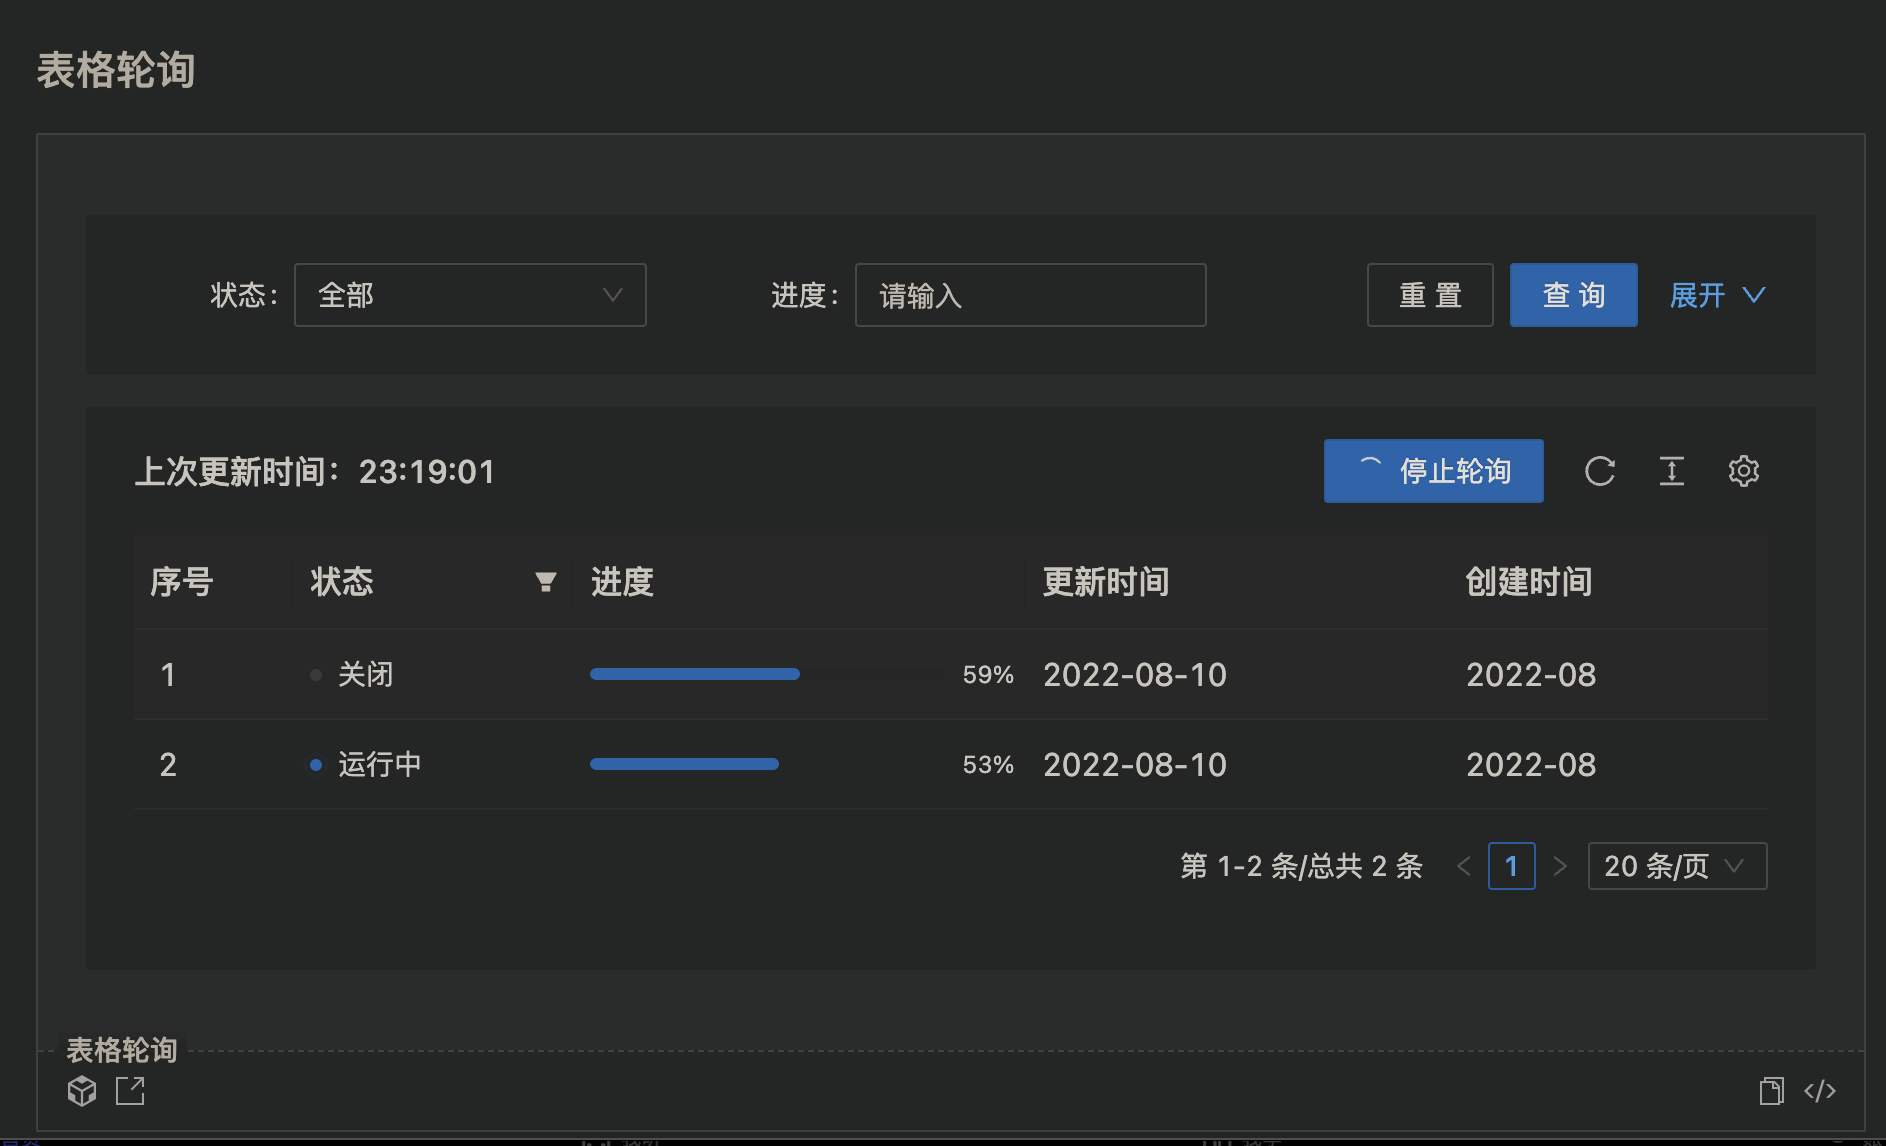 表格轮询
状态: 全部 进度: 请输入 重 置 查 询 展开
上次更新时间：23:19:01 停止轮询
序号 状态 进度 更新时间 创建时间
1 关闭 59% 2022-08-10 2022-08
2 运行中 53% 2022-08-10 2022-08
第 1-2 条/总共 2 条 < 1 > 20 条/页
表格轮询